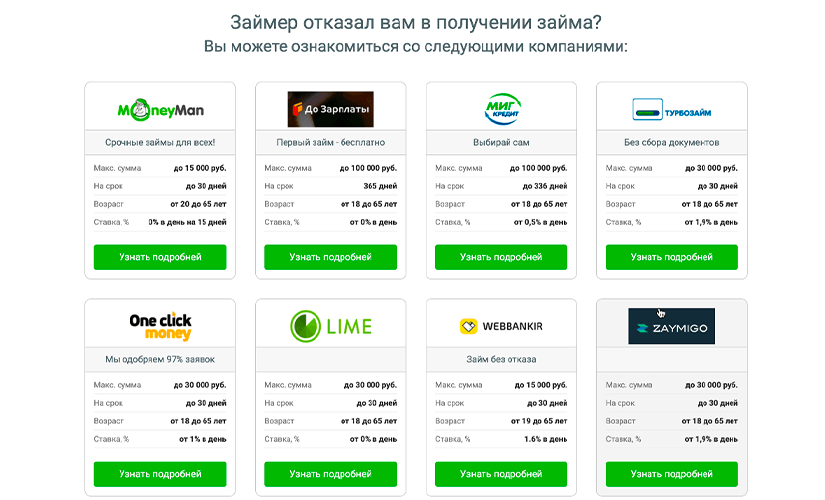 Займер отказал вам в получении займа?
Вы можете ознакомиться со следующими компаниями:
MoneyMan
Срочные займы для всех!
Макс. сумма до 15 000 руб.
На срок до 30 дней
Возраст от 20 до 65 лет
Ставка, % 0% в день на 15 дней
Узнать подробней
До Зарплаты
Первый займ - бесплатно
Макс. сумма до 100 000 руб.
На срок 365 дней
Возраст от 18 до 65 лет
Ставка, % от 0% в день
Узнать подробней
МИГ
КРЕДИТ
Выбирай сам
Макс. сумма до 100 000 руб.
На срок до 336 дней
Возраст от 18 до 65 лет
Ставка, % от 0,5% в день
Узнать подробней
ТУРБОЗАЙМ
Без сбора документов
Макс. сумма до 30 000 руб.
На срок до 30 дней
Возраст от 18 до 65 лет
Ставка, % от 1,9% в день
Узнать подробней
One click
money
Мы одобряем 97% заявок
Макс. сумма до 30 000 руб.
На срок до 30 дней
Возраст от 18 до 65 лет
Ставка, % от 1% в день
Узнать подробней
LIME
Макс. сумма до 30 000 руб.
На срок до 30 дней
Возраст от 18 до 65 лет
Ставка, % от 0% в день
Узнать подробней
WEBBANKIR
Займ без отказа
Макс. сумма до 15 000 руб.
На срок до 30 дней
Возраст от 19 до 65 лет
Ставка, % 1.6% в день
Узнать подробней
ZAYMIGO
Макс. сумма до 30 000 руб.
На срок до 30 дней
Возраст от 18 до 65 лет
Ставка, % от 1,9% в день
Узнать подробней